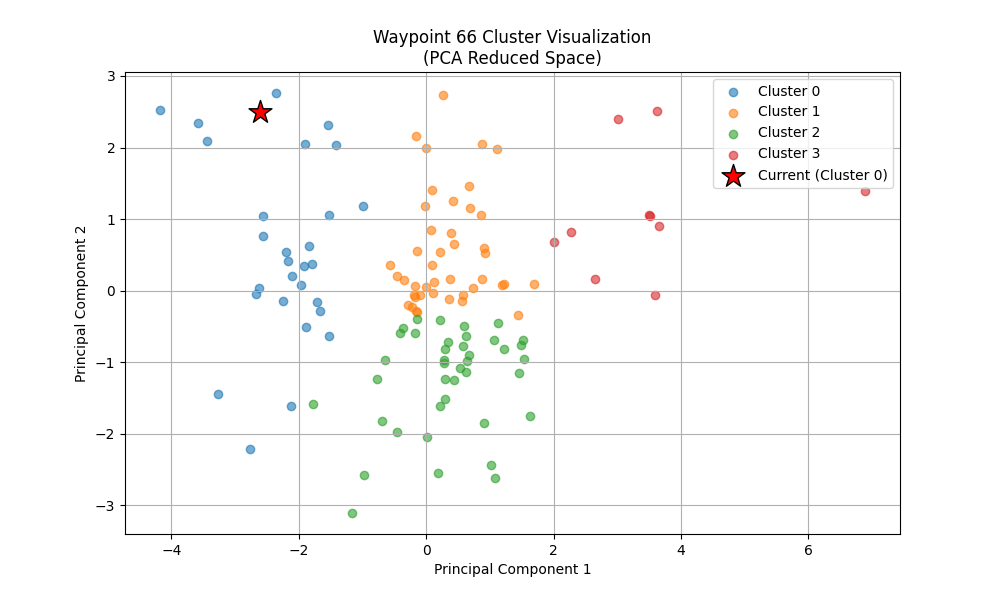 Waypoint 66 Cluster Visualization
(PCA Reduced Space)
Cluster 0
Cluster 1
Cluster 2
Cluster 3
Current (Cluster 0)
Principal Component 2
3
2
1
0
−1
−2
−3
−4
−2
0
2
4
6
Principal Component 1